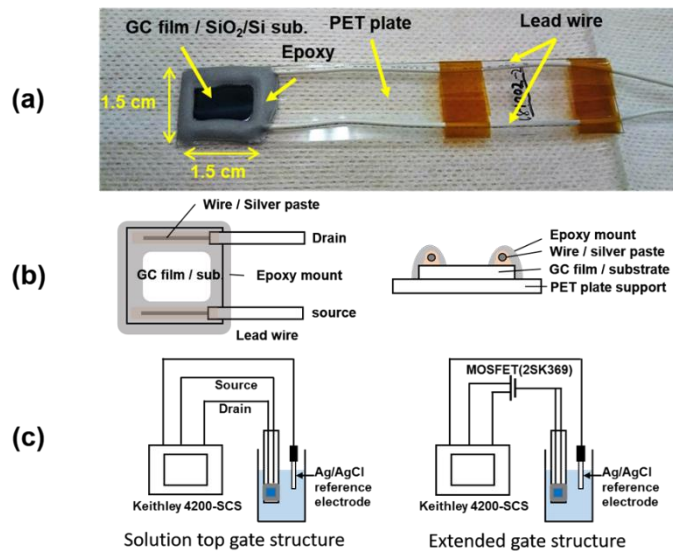 (a)
GC film / SiO2/Si sub.
Epoxy
PET plate
Lead wire
1.5 cm
1.5 cm
(b)
Wire / Silver paste
Drain
GC film / sub.
Epoxy mount
source
Lead wire
Epoxy mount
Wire / silver paste
GC film / substrate
PET plate support
(c)
Source
Drain
Keithley 4200-SCS
Ag/AgCl
reference
electrode
Solution top gate structure
MOSFET(2SK369)
Keithley 4200-SCS
Ag/AgCl
reference
electrode
Extended gate structure